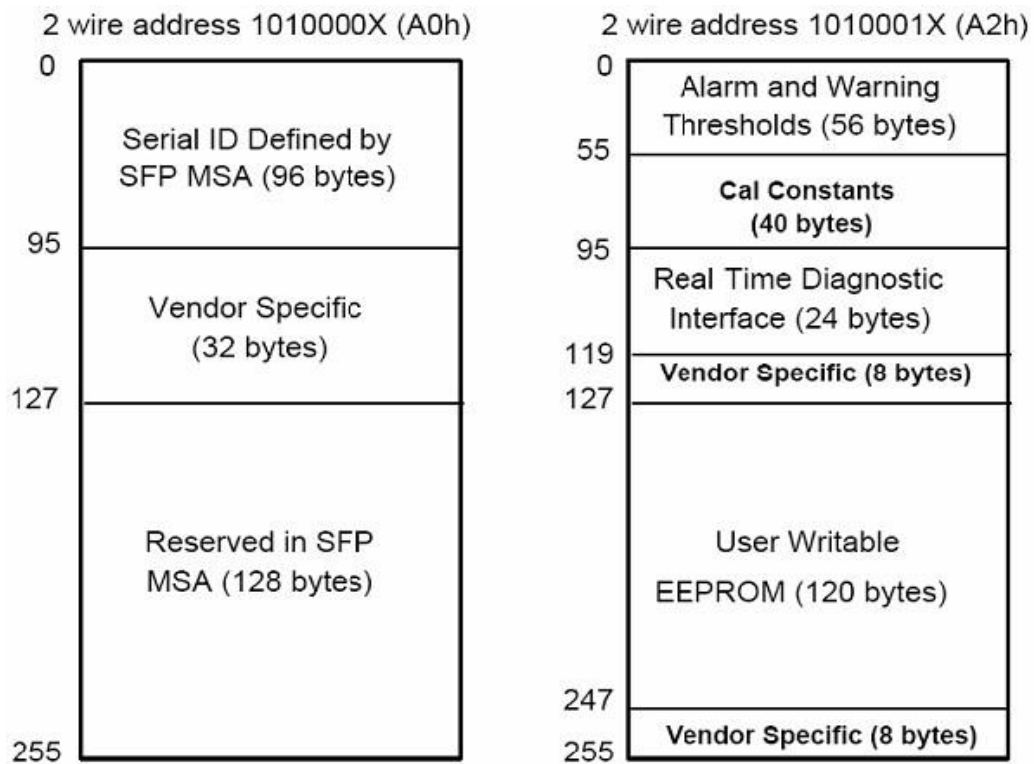 2 wire address 1010000X (A0h)
0
Serial ID Defined by
SFP MSA (96 bytes)
95
Vendor Specific
(32 bytes)
127
Reserved in SFP
MSA (128 bytes)
255
2 wire address 1010001X (A2h)
0
Alarm and Warning
Thresholds (56 bytes)
55
Cal Constants
(40 bytes)
95
Real Time Diagnostic
Interface (24 bytes)
119
Vendor Specific (8 bytes)
127
User Writable
EEPROM (120 bytes)
247
Vendor Specific (8 bytes)
255